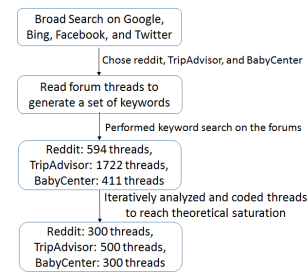 Broad Search on Google,
Bing, Facebook, and Twitter
Chose reddit, TripAdvisor, and BabyCenter
Read forum threads to
generate a set of keywords
Performed keyword search on the forums
Reddit: 594 threads,
TripAdvisor: 1722 threads,
BabyCenter: 411 threads
Iteratively analyzed and coded threads
to reach theoretical saturation
Reddit: 300 threads,
TripAdvisor: 500 threads,
BabyCenter: 300 threads